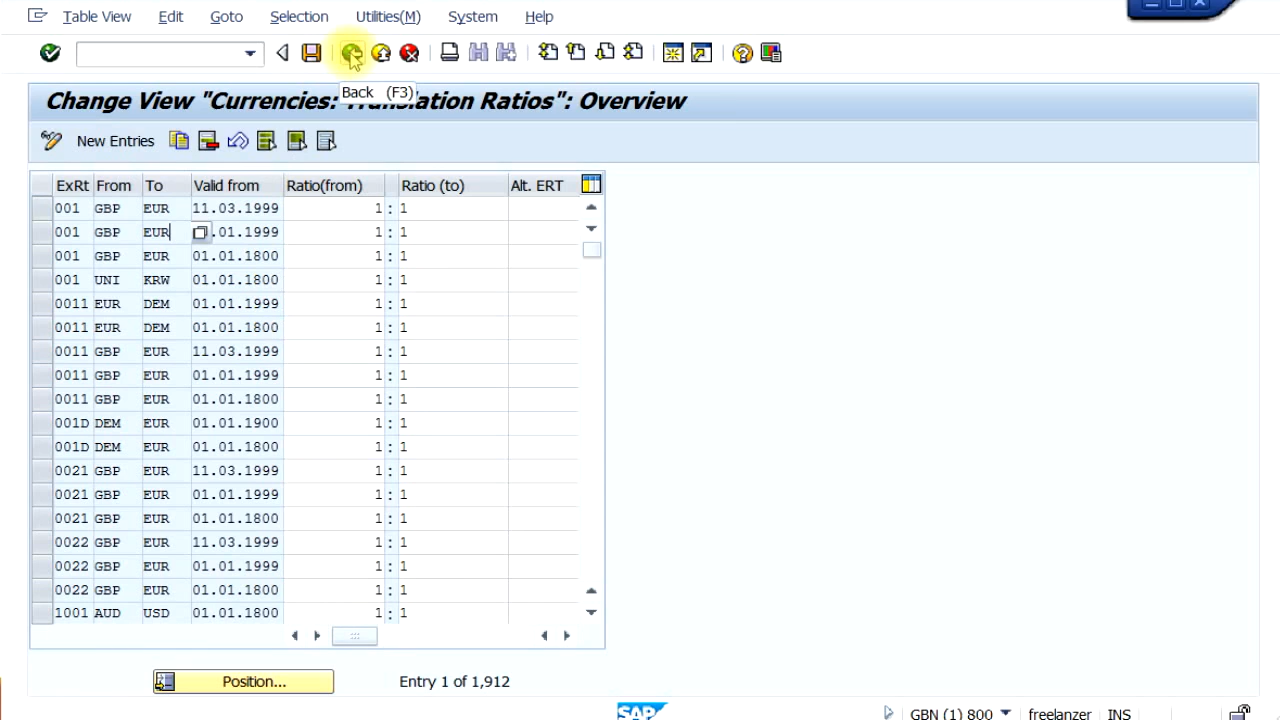 Table View Edit Goto Selection Utilities(M) System Help
Back (F3)
Change View "Currencies: Translation Ratios": Overview
New Entries
ExRt From To Valid from Ratio(from) Ratio (to) Alt. ERT
001 GBP EUR 11.03.1999 1 : 1
001 GBP EUR .01.1999 1 : 1
001 GBP EUR 01.01.1800 1 : 1
001 UNI KRW 01.01.1800 1 : 1
0011 EUR DEM 01.01.1999 1 : 1
0011 EUR DEM 01.01.1800 1 : 1
0011 GBP EUR 11.03.1999 1 : 1
0011 GBP EUR 01.01.1999 1 : 1
0011 GBP EUR 01.01.1800 1 : 1
001D DEM EUR 01.01.1900 1 : 1
001D DEM EUR 01.01.1800 1 : 1
0021 GBP EUR 11.03.1999 1 : 1
0021 GBP EUR 01.01.1999 1 : 1
0021 GBP EUR 01.01.1800 1 : 1
0022 GBP EUR 11.03.1999 1 : 1
0022 GBP EUR 01.01.1999 1 : 1
0022 GBP EUR 01.01.1800 1 : 1
1001 AUD USD 01.01.1800 1 : 1
Position... Entry 1 of 1,912
SAP GBN (1) 800 freelanzer INS